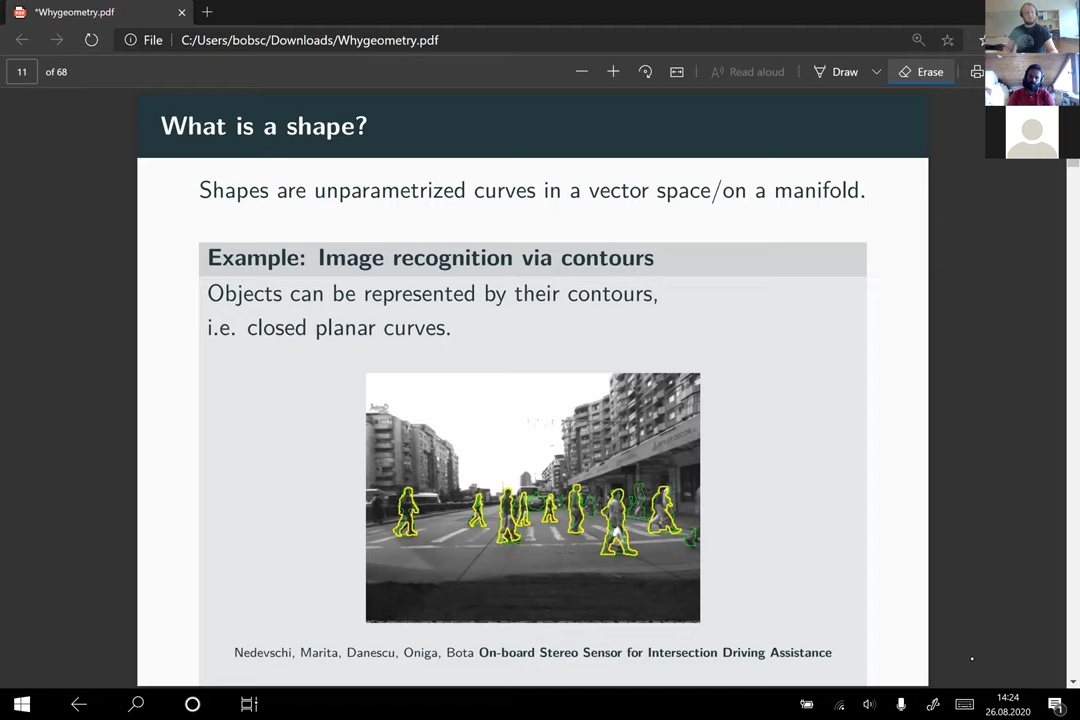 *Whygeometry.pdf
File
C:/Users/bobsc/Downloads/Whygeometry.pdf
11
of 68
Read aloud
Draw
Erase
What is a shape?
Shapes are unparametrized curves in a vector space/on a manifold.
Example: Image recognition via contours
Objects can be represented by their contours,
i.e. closed planar curves.
Nedevschi, Marita, Danescu, Oniga, Bota On-board Stereo Sensor for Intersection Driving Assistance
14:24
26.08.2020